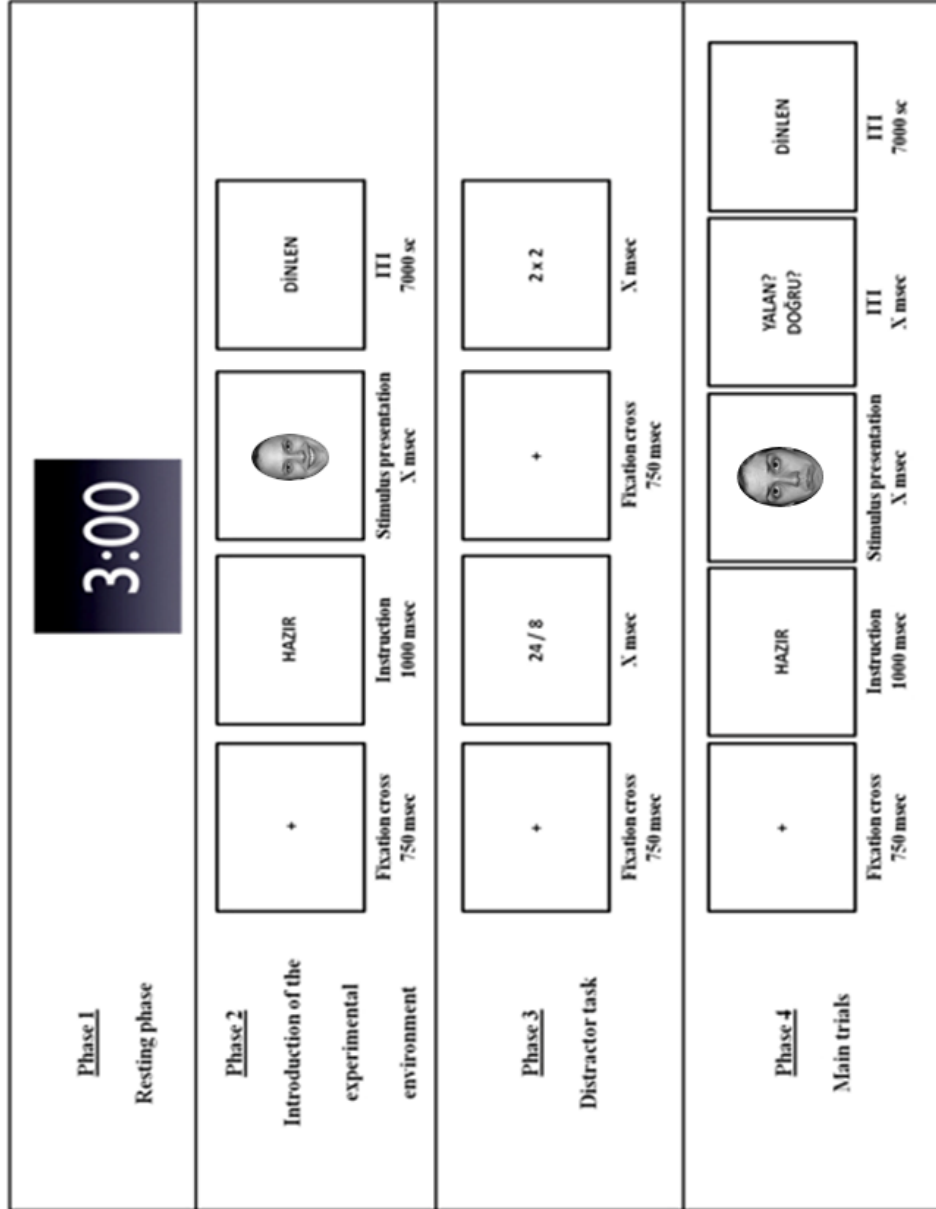 Phase 1
Resting phase
3:00
Phase 2
Introduction of the
experimental
environment
+
Fixation cross
750 msec
HAZIR
Instruction
1000 msec
Stimulus presentation
X msec
DİNLEN
ITI
7000 sc
Phase 3
Distractor task
+
Fixation cross
750 msec
24 / 8
X msec
+
Fixation cross
750 msec
2 x 2
X msec
Phase 4
Main trials
+
Fixation cross
750 msec
HAZIR
Instruction
1000 msec
Stimulus presentation
X msec
YALAN?
DOĞRU?
ITI
X msec
DİNLEN
ITI
7000 sc